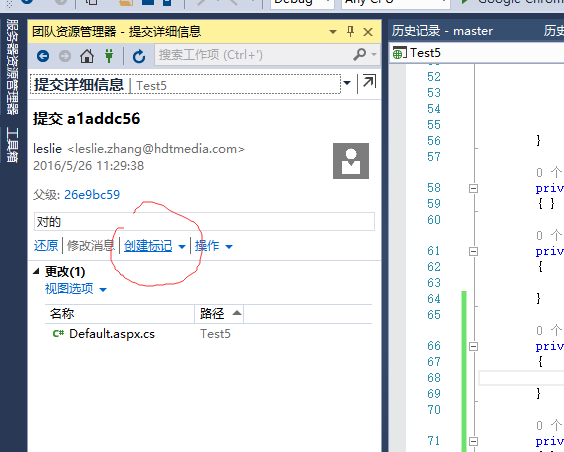 Debug
Any CPU
Google Chrom
服务器资源管理器
工具箱
团队资源管理器 - 提交详细信息
搜索工作项 (Ctrl+')
提交详细信息 | Test5
提交 a1addc56
leslie <leslie.zhang@hdtmedia.com>
2016/5/26 11:29:38
父级: 26e9bc59
对的
还原 | 修改消息 | 创建标记 操作
更改(1)
视图选项
名称 路径
C# Default.aspx.cs Test5
历史记录 - master 历史
Test5
52
53
54
55
56 }
57
0 个
58 priv
59 { }
60
0 个
61 priv
62 {
63
64 }
65
0 个
66 priv
67 {
68
69 }
70
0 个
71 priv